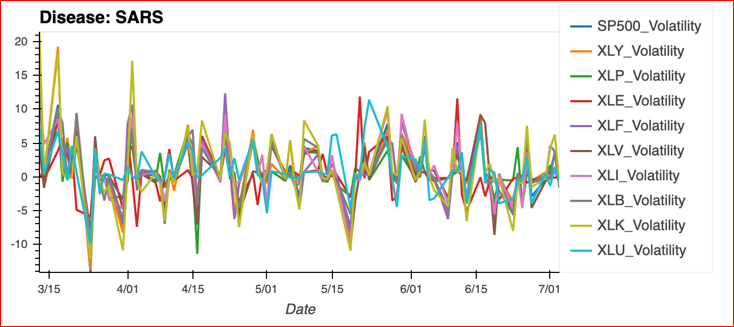 Disease: SARS
20
15
10
5
0
-5
-10
3/15
4/01
4/15
5/01
5/15
6/01
6/15
7/01
Date
SP500_Volatility
XLY_Volatility
XLP_Volatility
XLE_Volatility
XLF_Volatility
XLV_Volatility
XLI_Volatility
XLB_Volatility
XLK_Volatility
XLU_Volatility